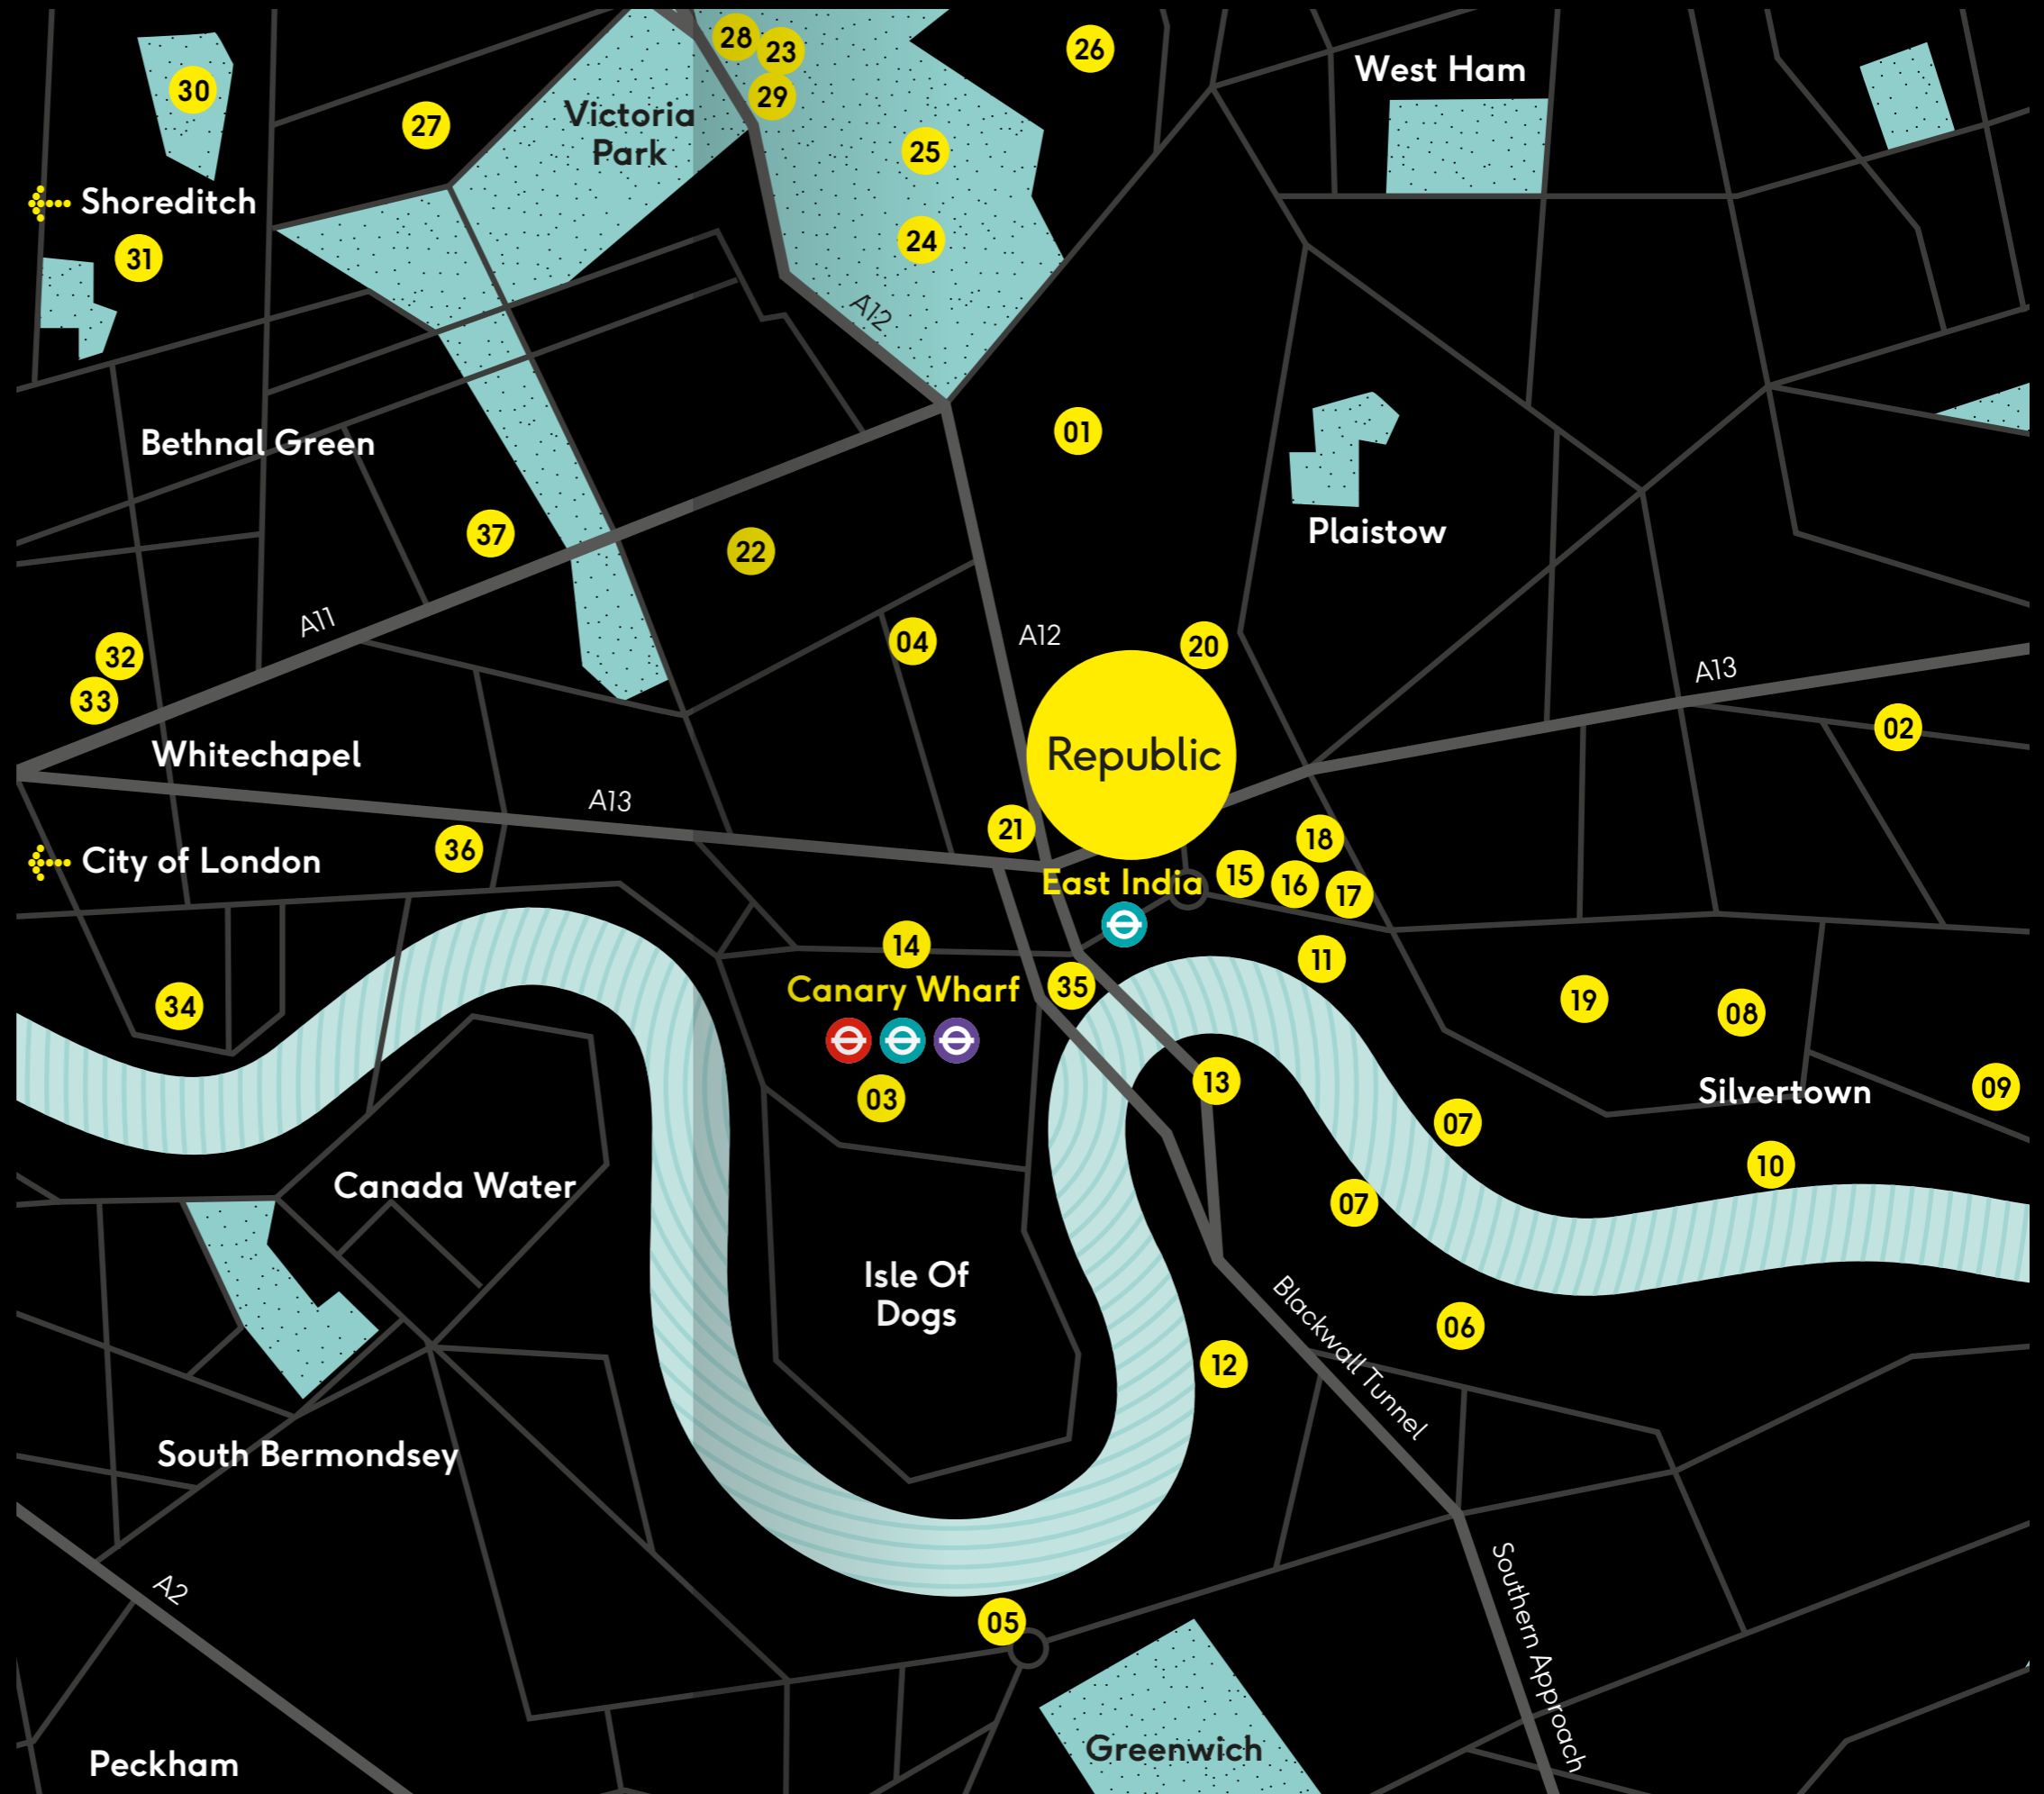 28
23
26
West Ham
30
29
27
Victoria
Park
25
Shoreditch
24
31
A12
01
Bethnal Green
37
Plaistow
22
A11
04
A12
20
32
A13
33
02
Whitechapel
Republic
A13
21
18
36
City of London
East India
15
16
17
14
11
Canary Wharf
35
34
19
08
13
Silvertown
09
03
07
10
Canada Water
07
Isle Of
Dogs
06
Blackwall Tunnel
12
South Bermondsey
A2
05
Southern Approach
Greenwich
Peckham